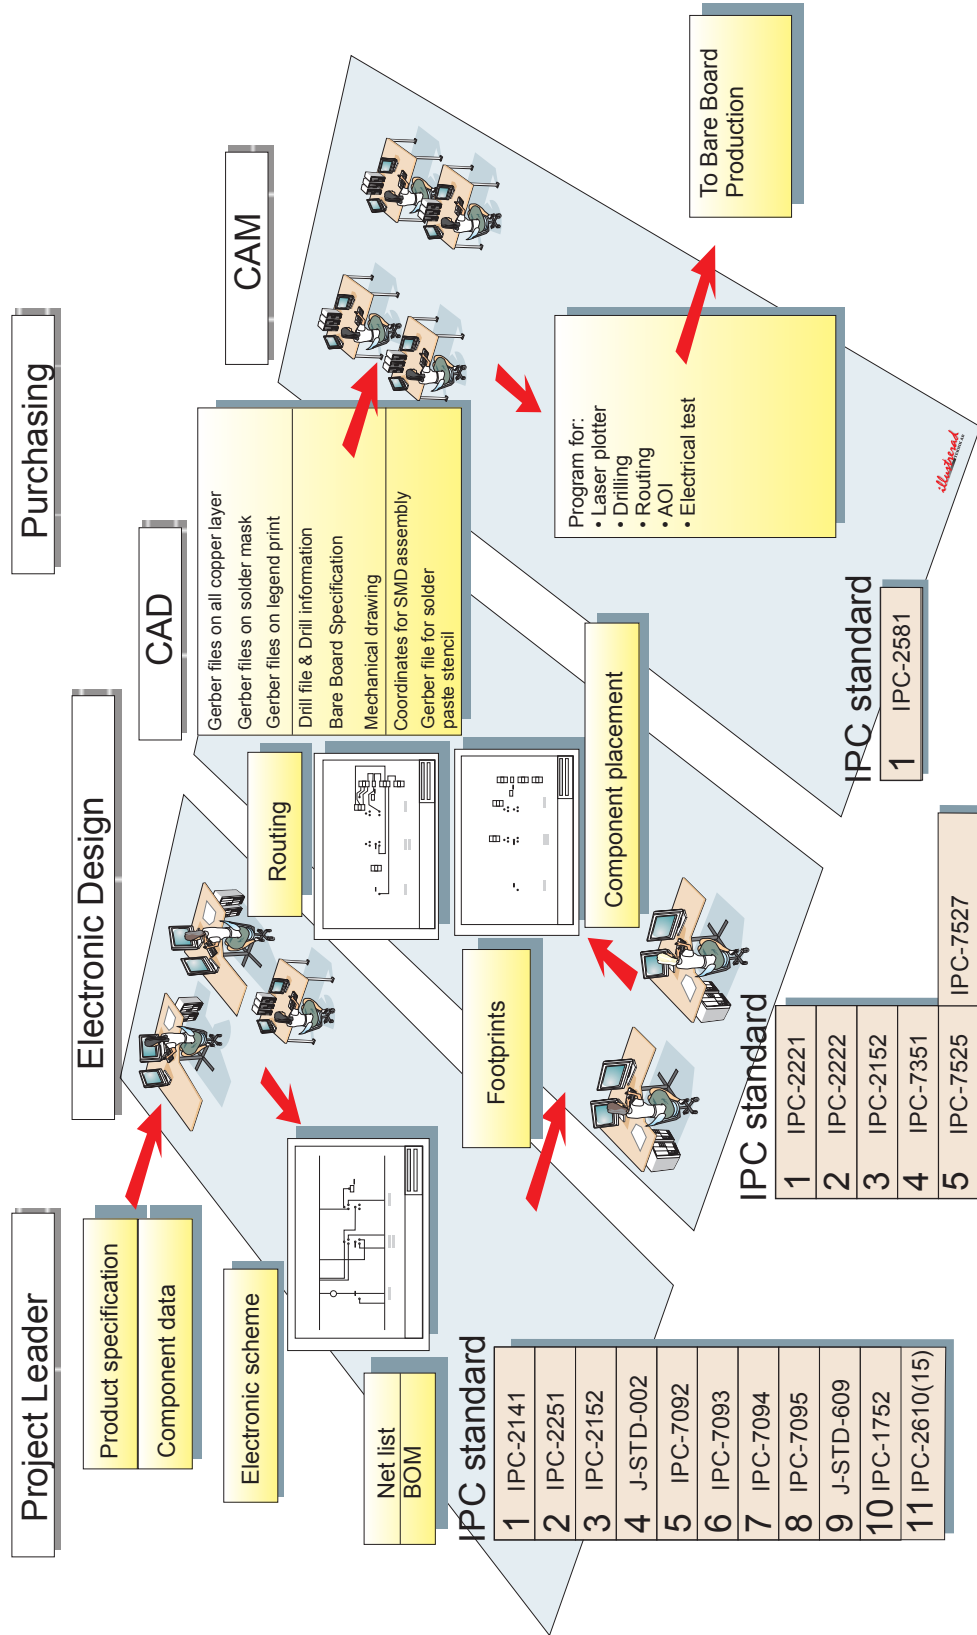 Project Leader
Purchasing
Electronic Design
CAD
CAM
Product specification
Component data
Electronic scheme
Net list
BOM
IPC standard
1 IPC-2141
2 IPC-2251
3 IPC-2152
4 J-STD-002
5 IPC-7092
6 IPC-7093
7 IPC-7094
8 IPC-7095
9 J-STD-609
10 IPC-1752
11 IPC-2610(15)
Footprints
Routing
Component placement
IPC standard
1 IPC-2221
2 IPC-2222
3 IPC-2152
4 IPC-7351
5 IPC-7525 IPC-7527
Gerber files on all copper layer
Gerber files on solder mask
Gerber files on legend print
Drill file & Drill information
Bare Board Specification
Mechanical drawing
Coordinates for SMD assembly
Gerber file for solder
paste stencil
Program for:
• Laser plotter
• Drilling
• Routing
• AOI
• Electrical test
IPC standard
1 IPC-2581
To Bare Board
Production
illustrerad